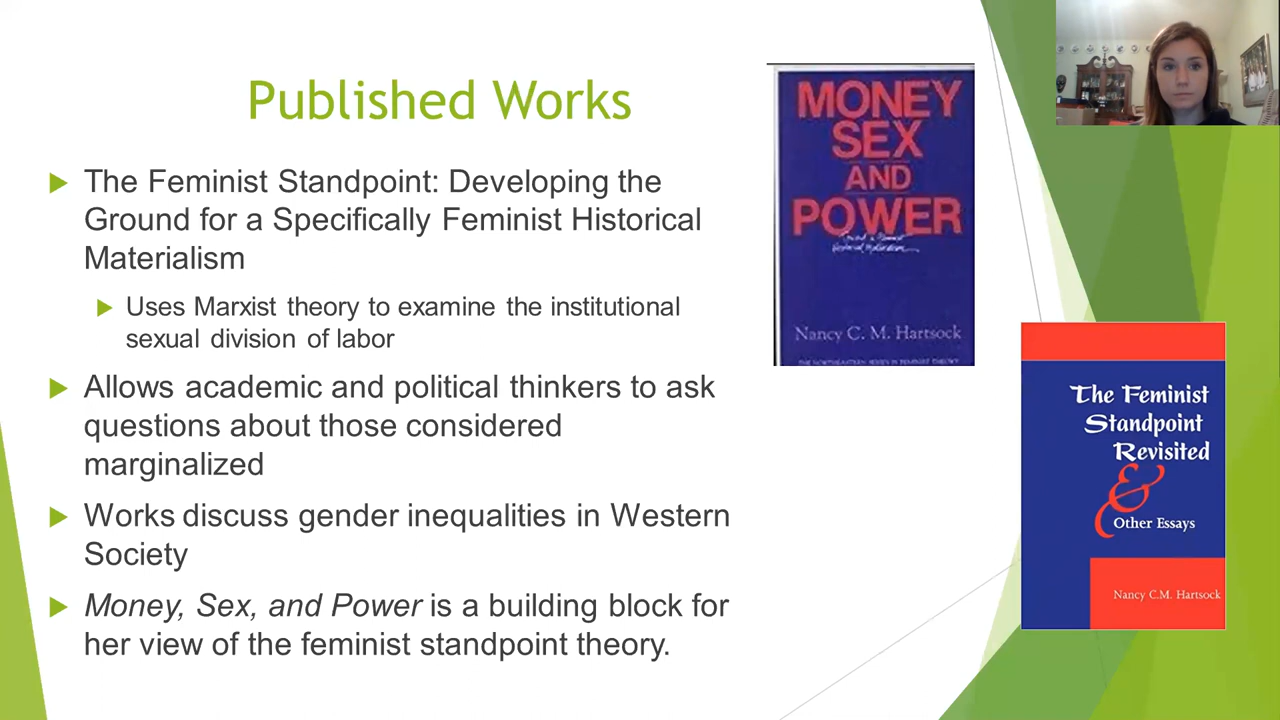 Published Works
The Feminist Standpoint: Developing the
Ground for a Specifically Feminist Historical
Materialism
Uses Marxist theory to examine the institutional
sexual division of labor
Allows academic and political thinkers to ask
questions about those considered
marginalized
Works discuss gender inequalities in Western
Society
Money, Sex, and Power is a building block for
her view of the feminist standpoint theory.
MONEY
SEX
AND
POWER
Nancy C. M. Hartsock
The Feminist
Standpoint
Revisited
&
Other Essays
Nancy C.M. Hartsock